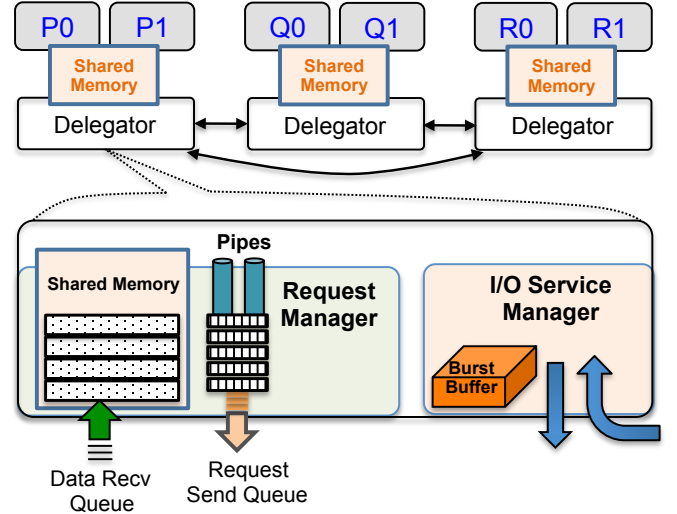 P0 P1 Q0 Q1 R0 R1
Shared Memory
Shared Memory
Shared Memory
Delegator Delegator Delegator
Pipes
Shared Memory
Request Manager
I/O Service Manager
Burst Buffer
Data Recv Queue
Request Send Queue